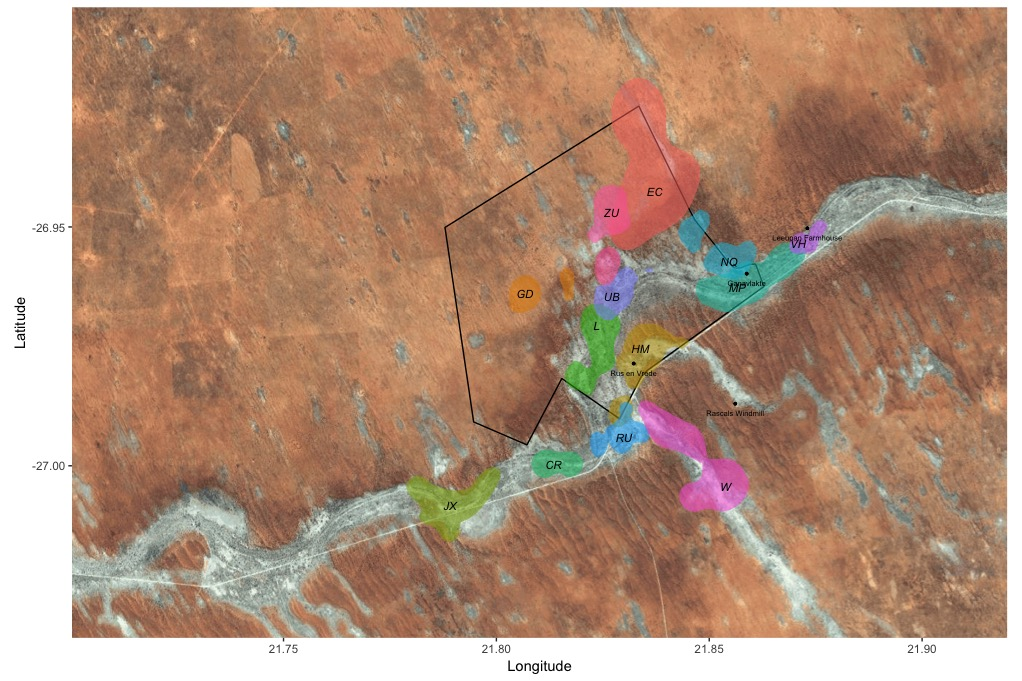 EC
ZU
-26.95
Leeupan Farmhouse
VH
NQ
Gannavlakte
MP
GD
UB
L
HM
Rus en Vrede
Rascals Windmill
RU
CR
-27.00
W
JX
21.75
21.80
21.85
21.90
Longitude
Latitude